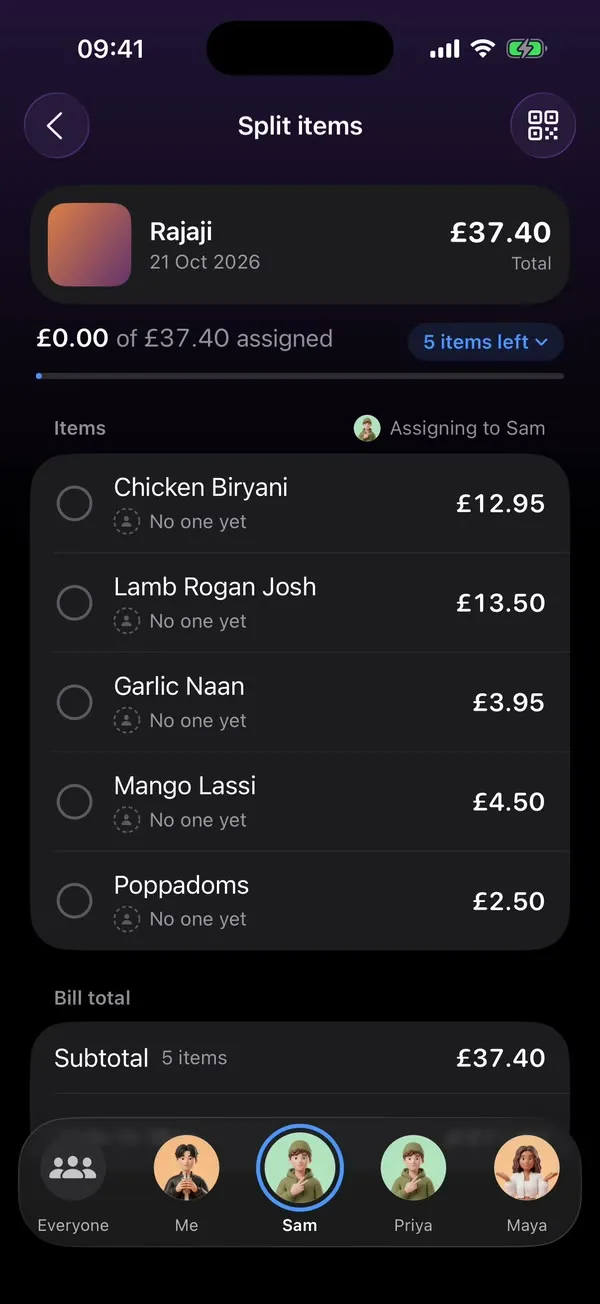 09:41
Split items
Rajaji
£37.40
21 Oct 2026
Total
£0.00 of £37.40 assigned
5 items left
Items
Assigning to Sam
Chicken Biryani
£12.95
No one yet
Lamb Rogan Josh
£13.50
No one yet
Garlic Naan
£3.95
No one yet
Mango Lassi
£4.50
No one yet
Poppadoms
£2.50
No one yet
Bill total
Subtotal 5 items
£37.40
Everyone
Me
Sam
Priya
Maya